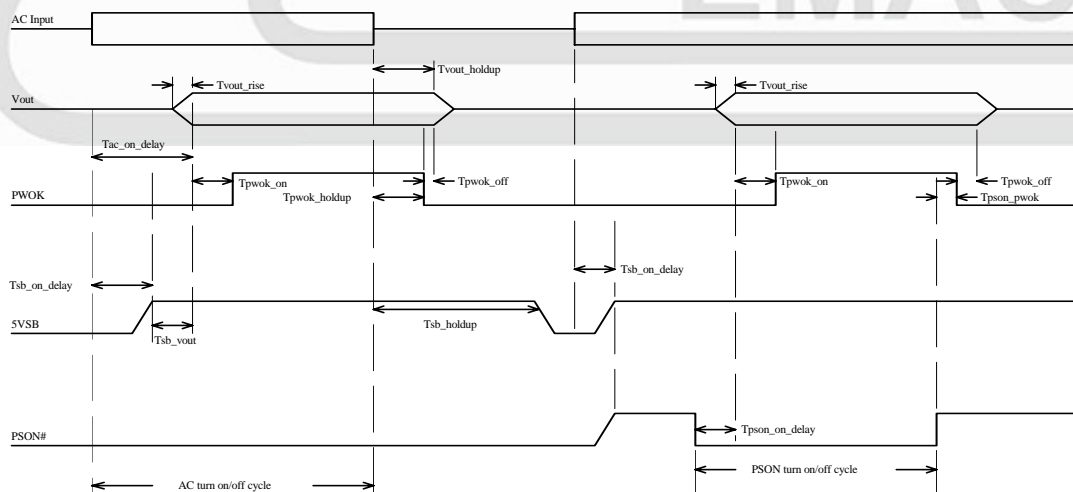 EMAC
AC Input
Tvout_holdup
Tvout_rise
Tvout_rise
Vout
Tac_on_delay
Tpwok_on
Tpwok_off
Tpwok_on
Tpwok_off
PWOK
Tpwok_holdup
Tpson_pwok
Tsb_on_delay
Tsb_on_delay
5VSB
Tsb_holdup
Tsb_vout
Tpson_on_delay
PSON#
AC turn on/off cycle
PSON turn on/off cycle